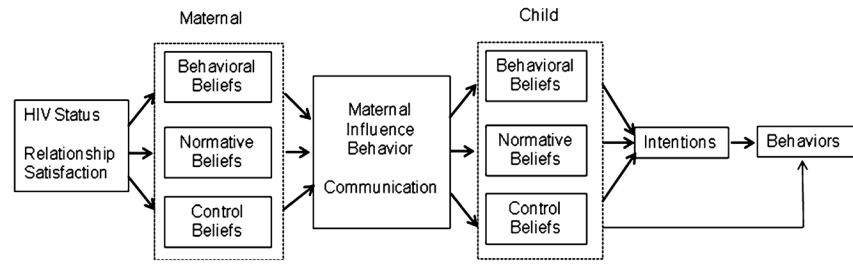 Maternal
Child
HIV Status
Relationship
Satisfaction
Behavioral
Beliefs
Normative
Beliefs
Control
Beliefs
Maternal
Influence
Behavior
Communication
Behavioral
Beliefs
Normative
Beliefs
Control
Beliefs
Intentions
Behaviors